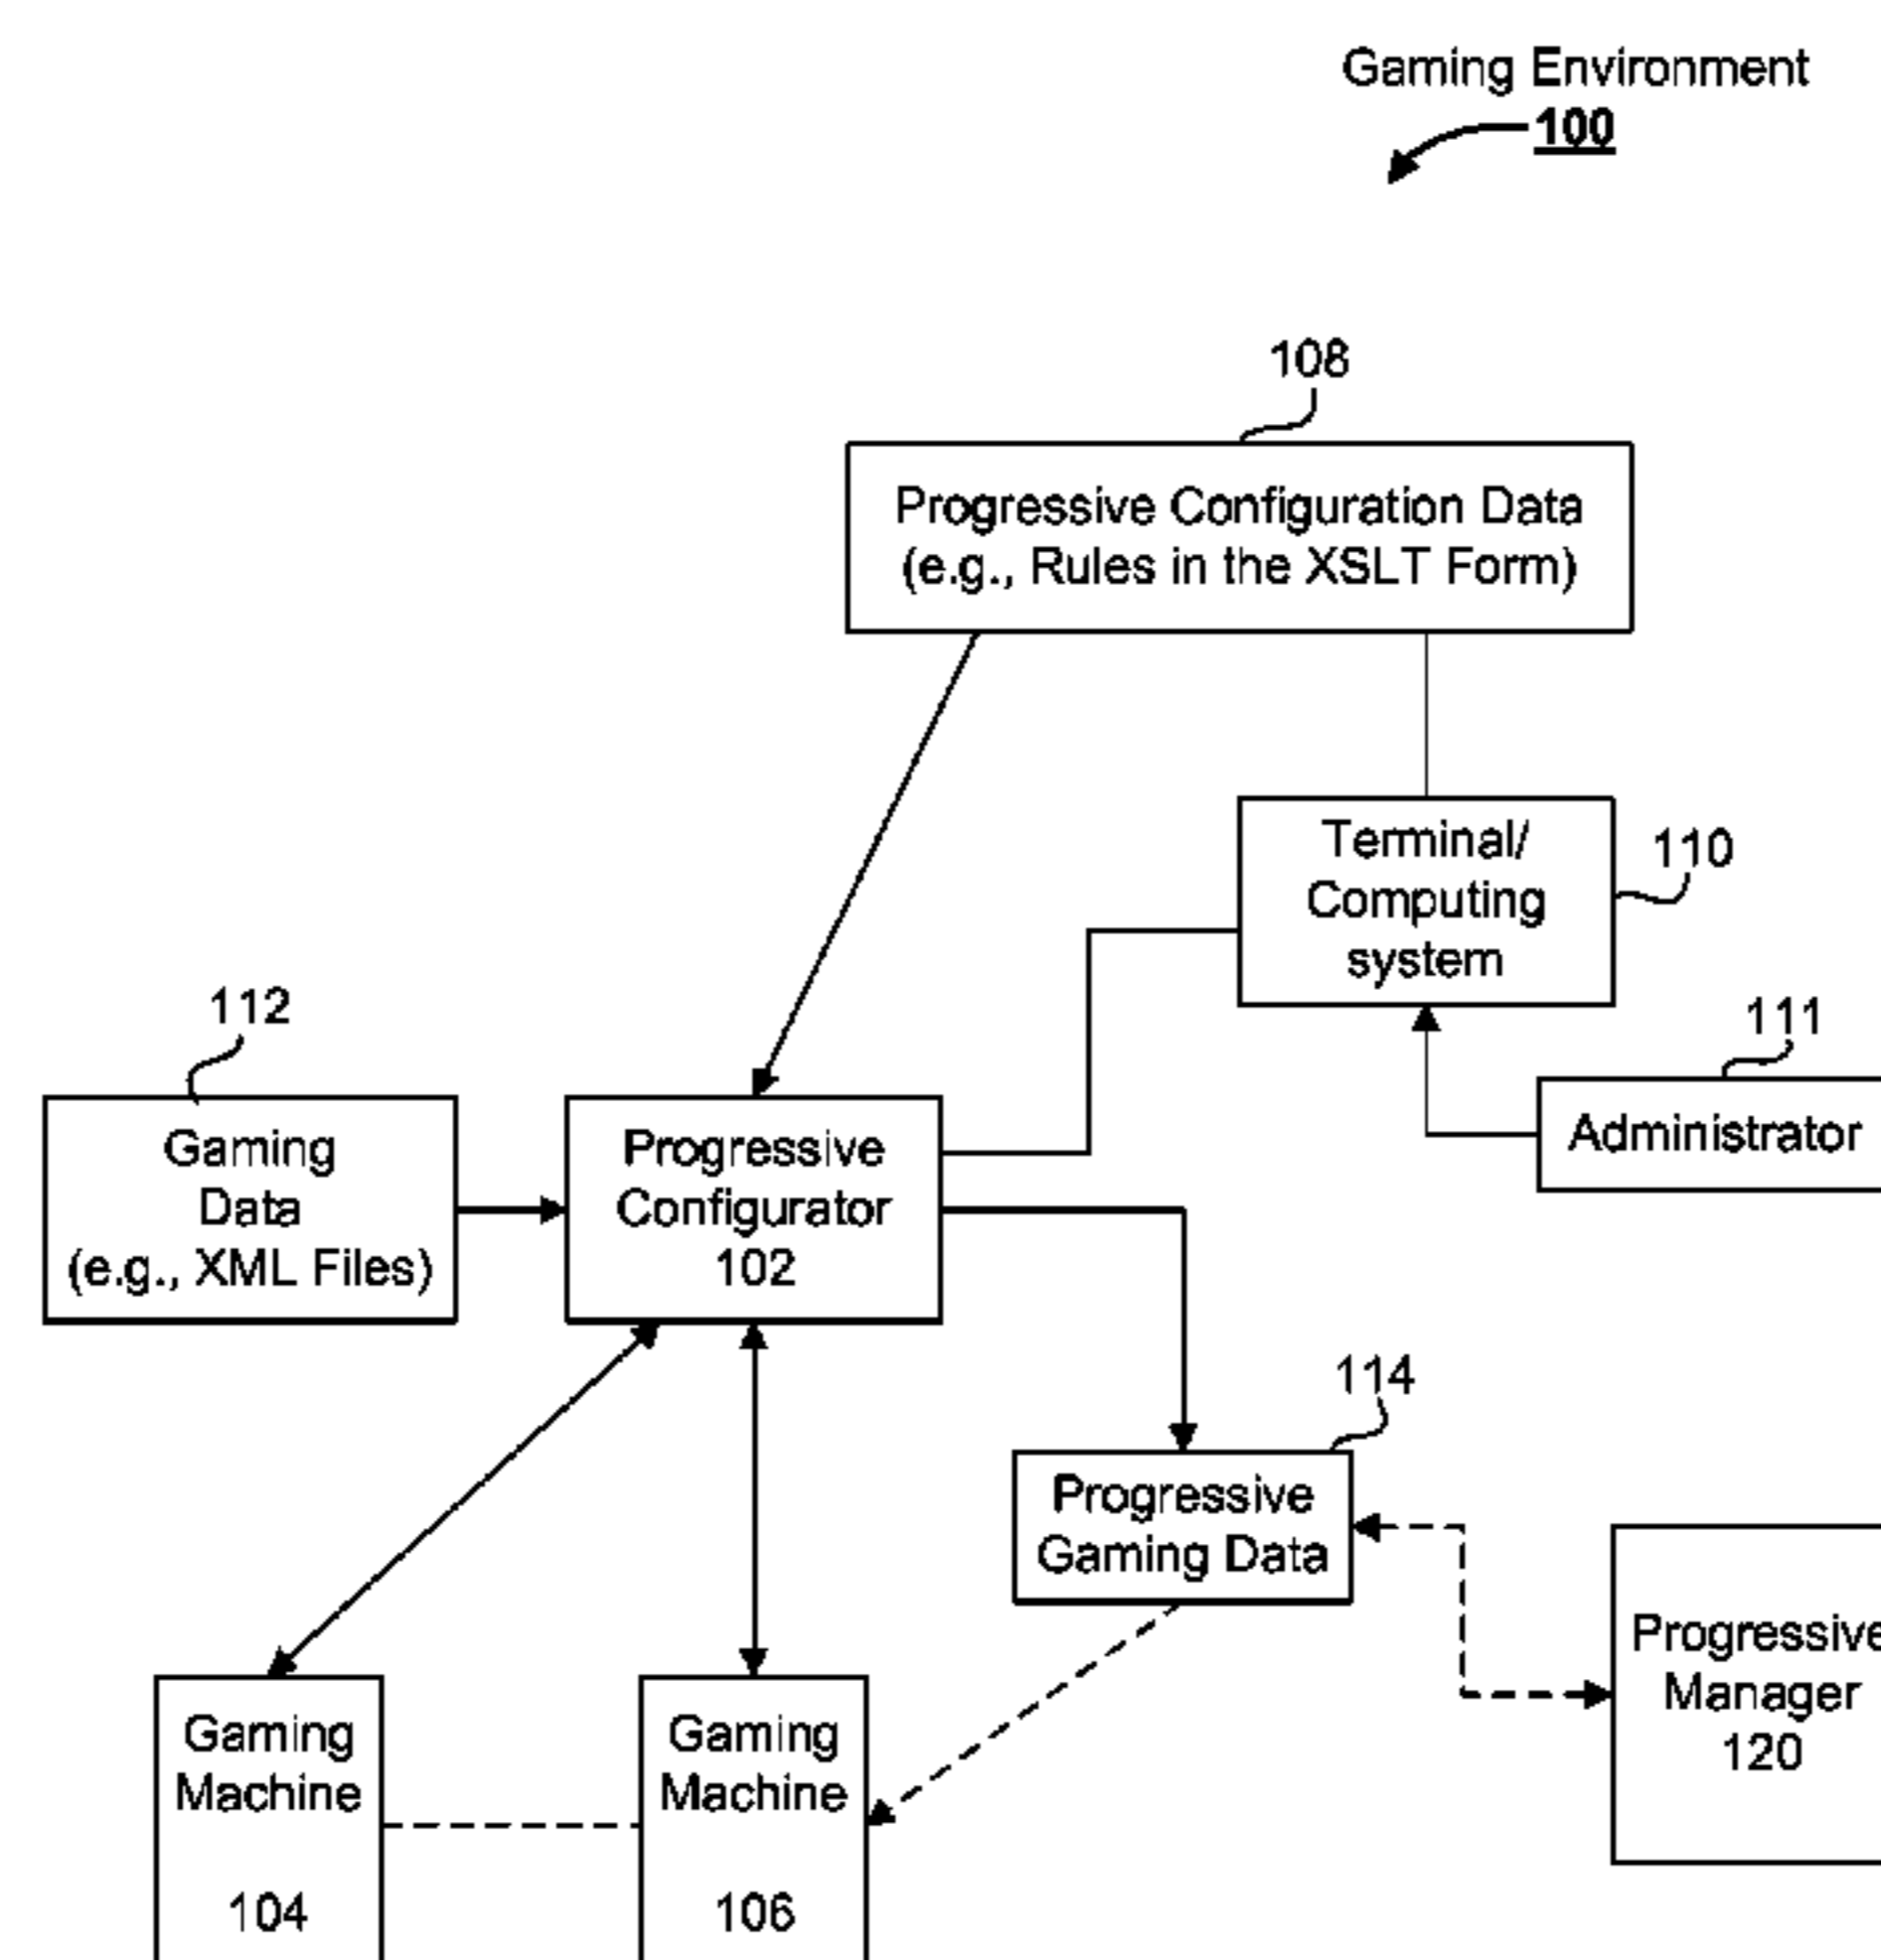 Gaming Environment
100
108
Progressive Configuration Data
(e.g., Rules in the XSLT Form)
Terminal/
Computing
system
110
112
111
Gaming
Data
(e.g., XML Files)
Progressive
Configurator
102
Administrator
114
Progressive
Gaming Data
Progressive
Manager
120
Gaming
Machine
104
Gaming
Machine
106